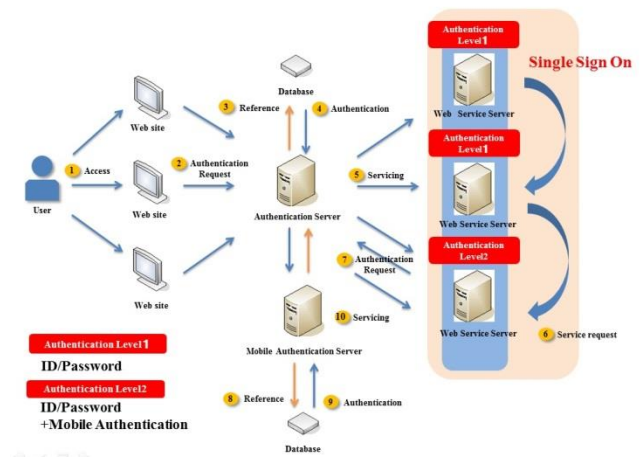 Authentication
Level1
Single Sign On
Database
3 Reference
4 Authentication
Web site
Web Service Server
1 Access
2 Authentication
Request
Authentication
Level1
5 Servicing
User
Web site
Authentication Server
Web Service Server
Authentication
Level2
7 Authentication
Request
Web site
10 Servicing
Web Service Server
6 Service request
Authentication Level1
ID/Password
Mobile Authentication Server
Authentication Level2
ID/Password
+Mobile Authentication
8 Reference
9 Authentication
Database